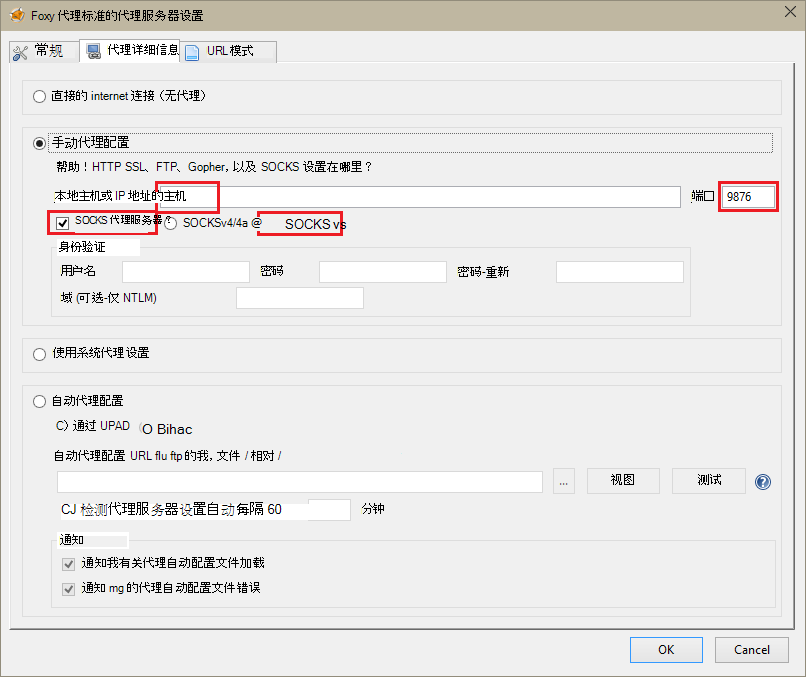 Foxy 代理标准的代理服务器设置
常规 代理详细信息 URL模式
直接的 internet 连接（无代理）
手动代理配置
帮助！HTTP SSL、FTP、Gopher, 以及 SOCKS 设置在哪里？
本地主机或 IP 地址的主机 端口 9876
SOCKS 代理服务器？ SOCKSv4/4a @ SOCKS vs
身份验证
用户名 密码 密码-重新
域 (可选-仅 NTLM)
使用系统代理设置
自动代理配置
C）通过 UPAD (O Bihac
自动代理配置 URL flu ftp的我, 文件 / 相对 /
... 视图 测试 ?
CJ 检测代理服务器设置自动每隔 60 分钟
通知
通知我有关代理自动配置文件加载
通知 mg 的代理自动配置文件错误
OK Cancel